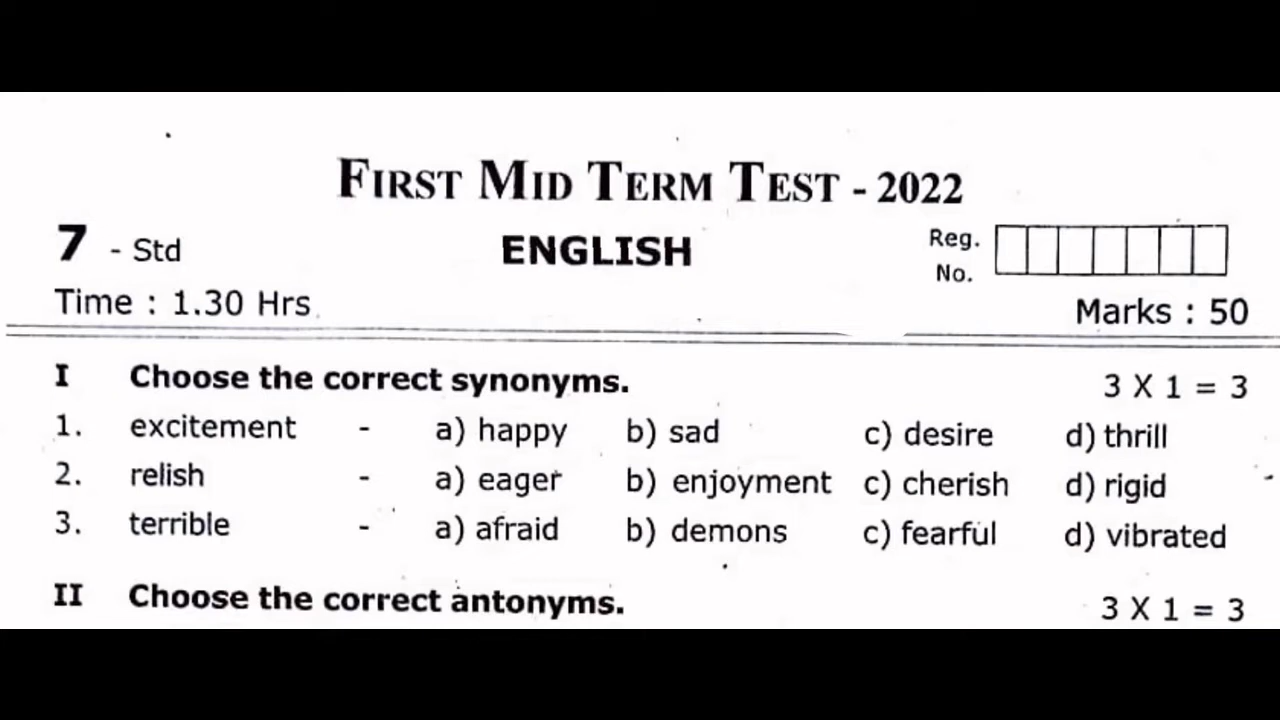 FIRST MID TERM TEST - 2022
7 - Std ENGLISH Reg. No.
Time : 1.30 Hrs Marks : 50
I Choose the correct synonyms. 3 X 1 = 3
1. excitement - a) happy b) sad c) desire d) thrill
2. relish - a) eager b) enjoyment c) cherish d) rigid
3. terrible - a) afraid b) demons c) fearful d) vibrated
II Choose the correct antonyms. 3 X 1 = 3